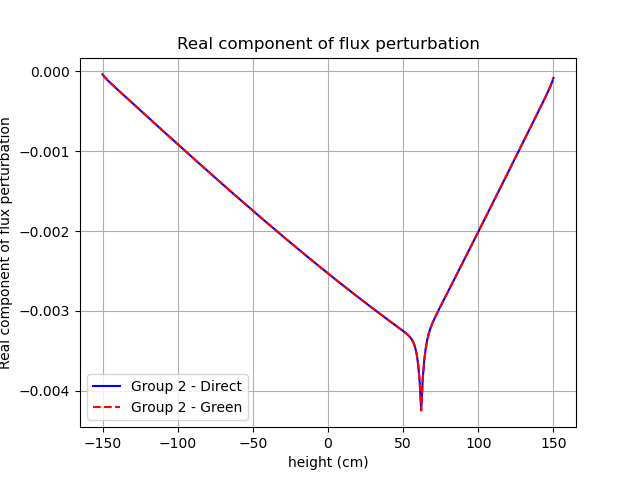 Real component of flux perturbation
Real component of flux perturbation
0.000
−0.001
−0.002
−0.003
−0.004
Group 2 - Direct
Group 2 - Green
−150
−100
−50
0
50
100
150
height (cm)